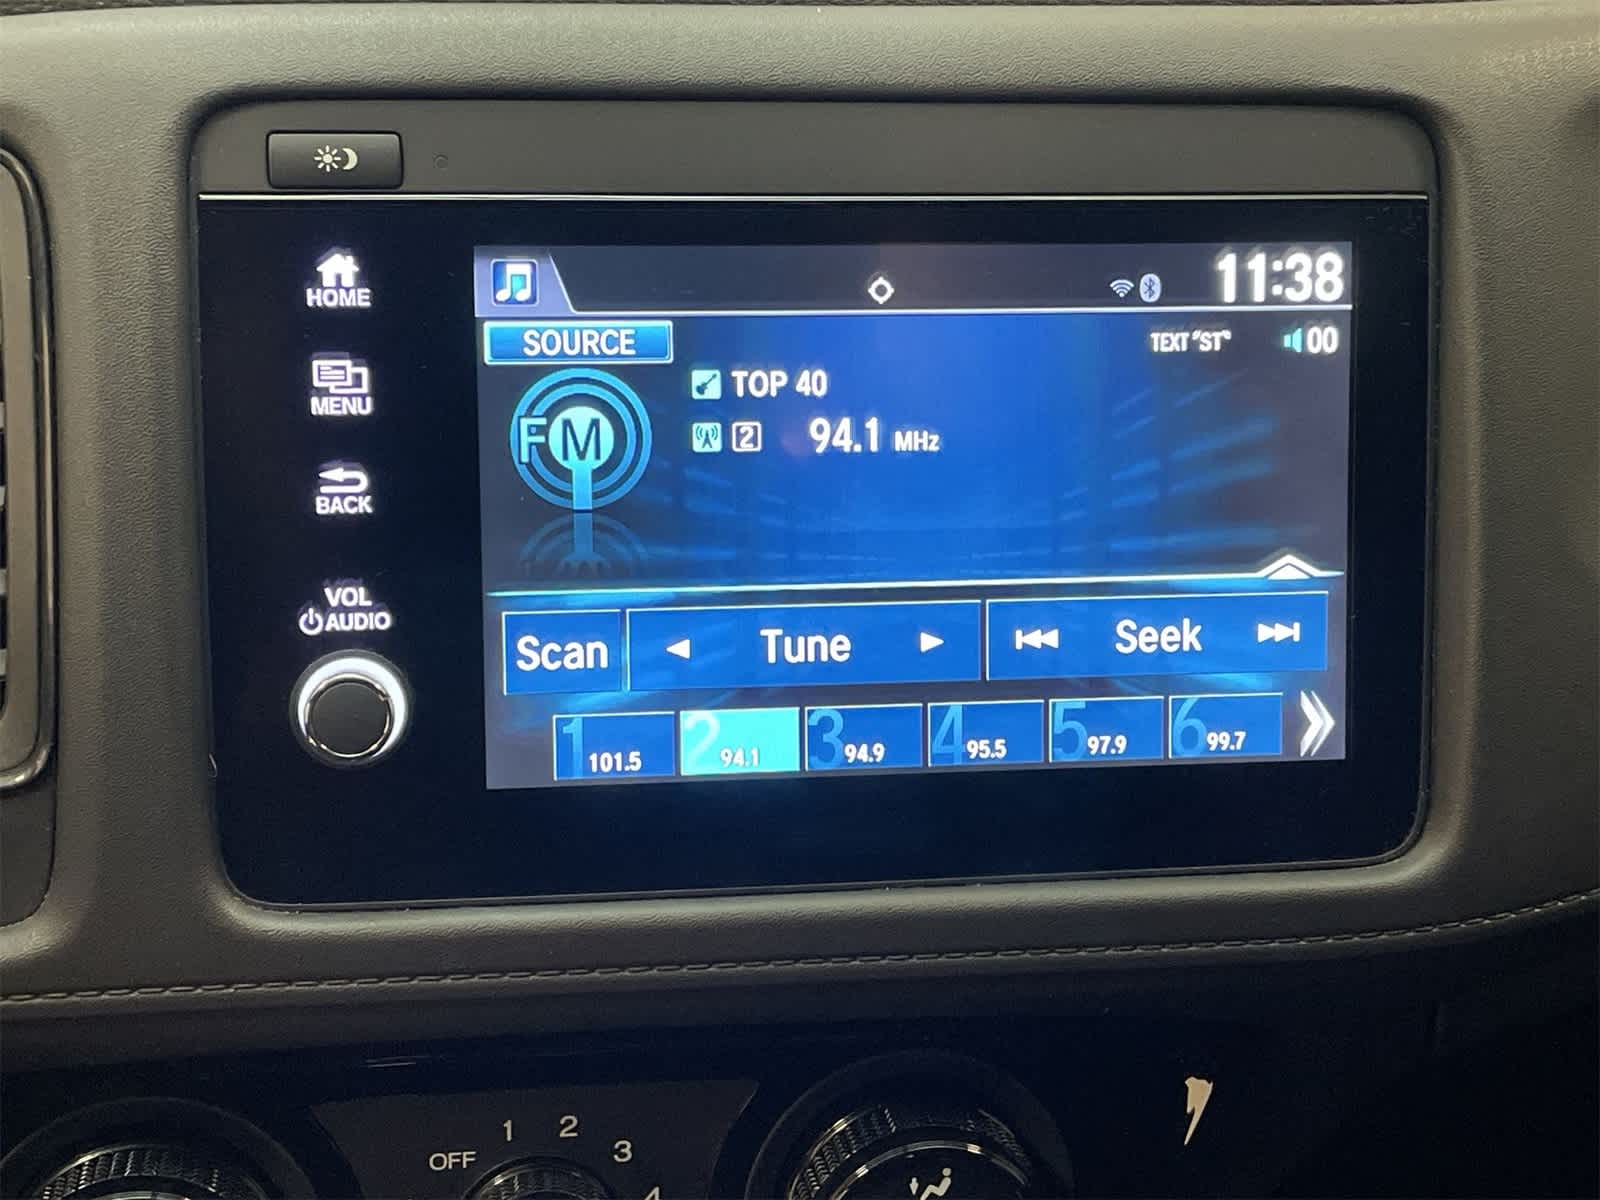 HOME
MENU
BACK
VOL
AUDIO
11:38
SOURCE
TEXT "ST"
00
FM
TOP 40
2
94.1 MHz
Scan
Tune
Seek
1 101.5
2 94.1
3 94.9
4 95.5
5 97.9
6 99.7
OFF 1 2 3 4